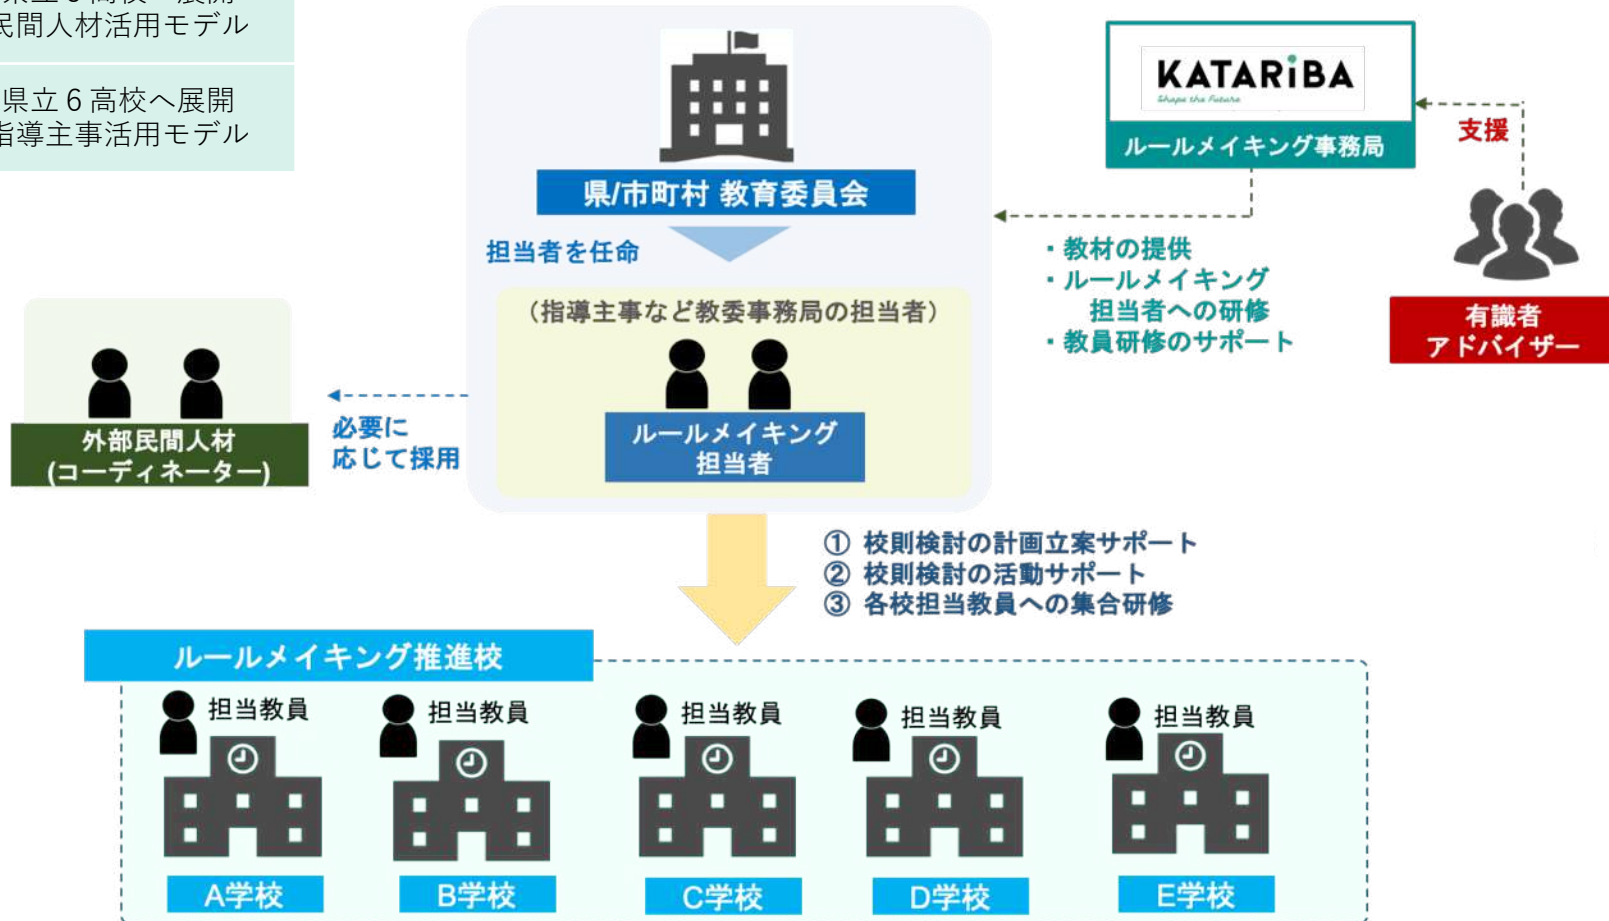 民間人材活用モデル
県立6高校へ展開
指導主事活用モデル
県/市町村 教育委員会
担当者を任命
（指導主事など教委事務局の担当者）
ルールメイキング
担当者
外部民間人材
(コーディネーター)
必要に
応じて採用
KATARiBA
Shape the Future
ルールメイキング事務局
支援
有識者
アドバイザー
・教材の提供
・ルールメイキング
担当者への研修
・教員研修のサポート
① 校則検討の計画立案サポート
② 校則検討の活動サポート
③ 各校担当教員への集合研修
ルールメイキング推進校
担当教員
担当教員
担当教員
担当教員
担当教員
A学校
B学校
C学校
D学校
E学校